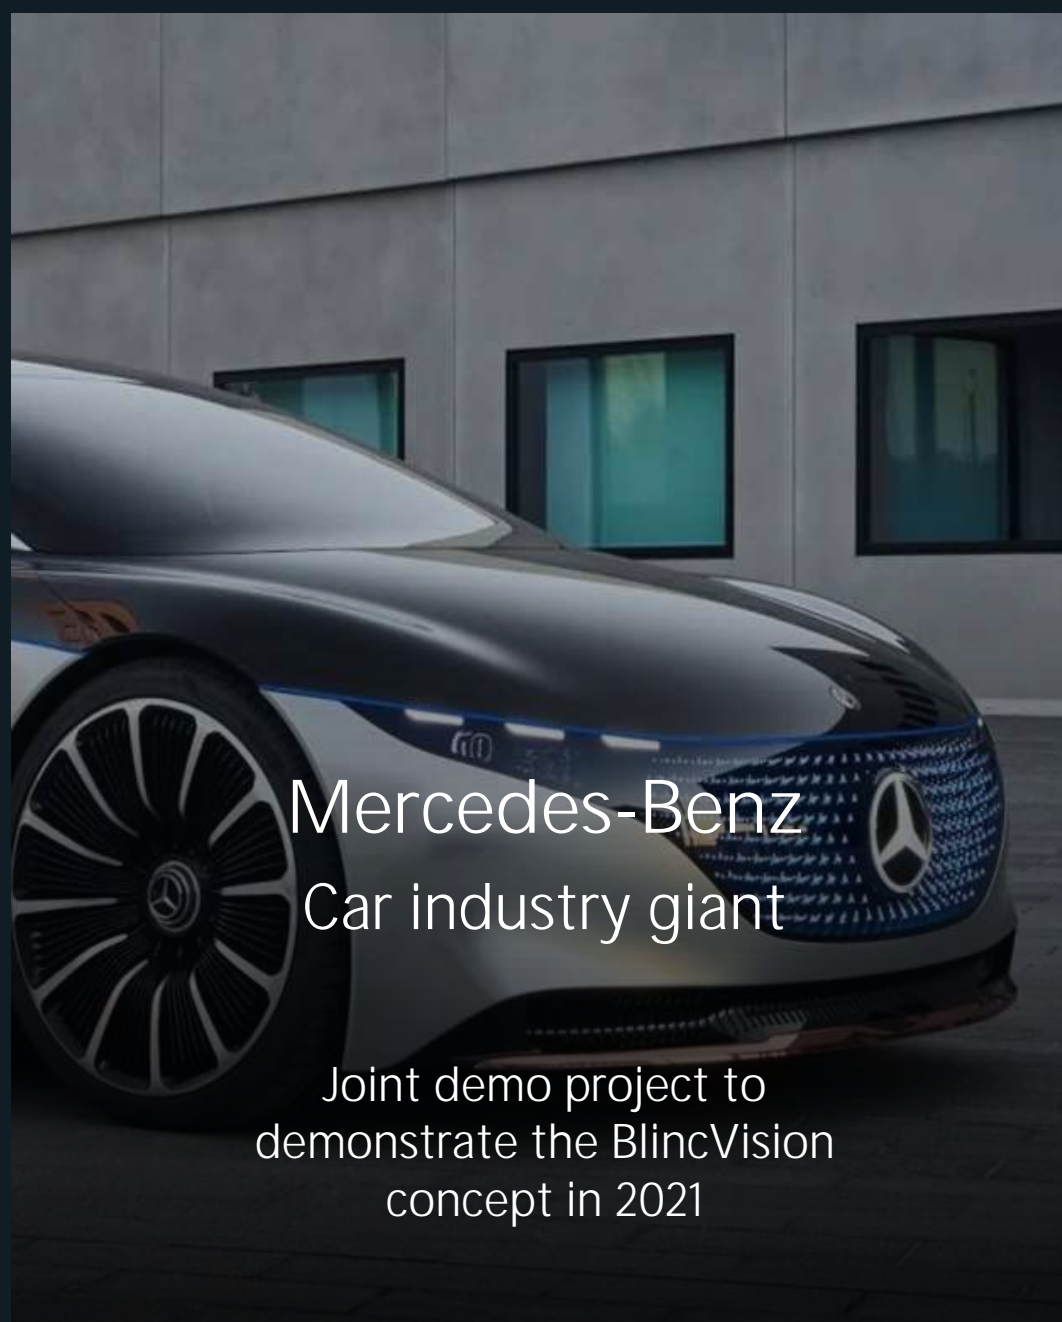 Mercedes-Benz
Car industry giant
Joint demo project to
demonstrate the BlincVision
concept in 2021